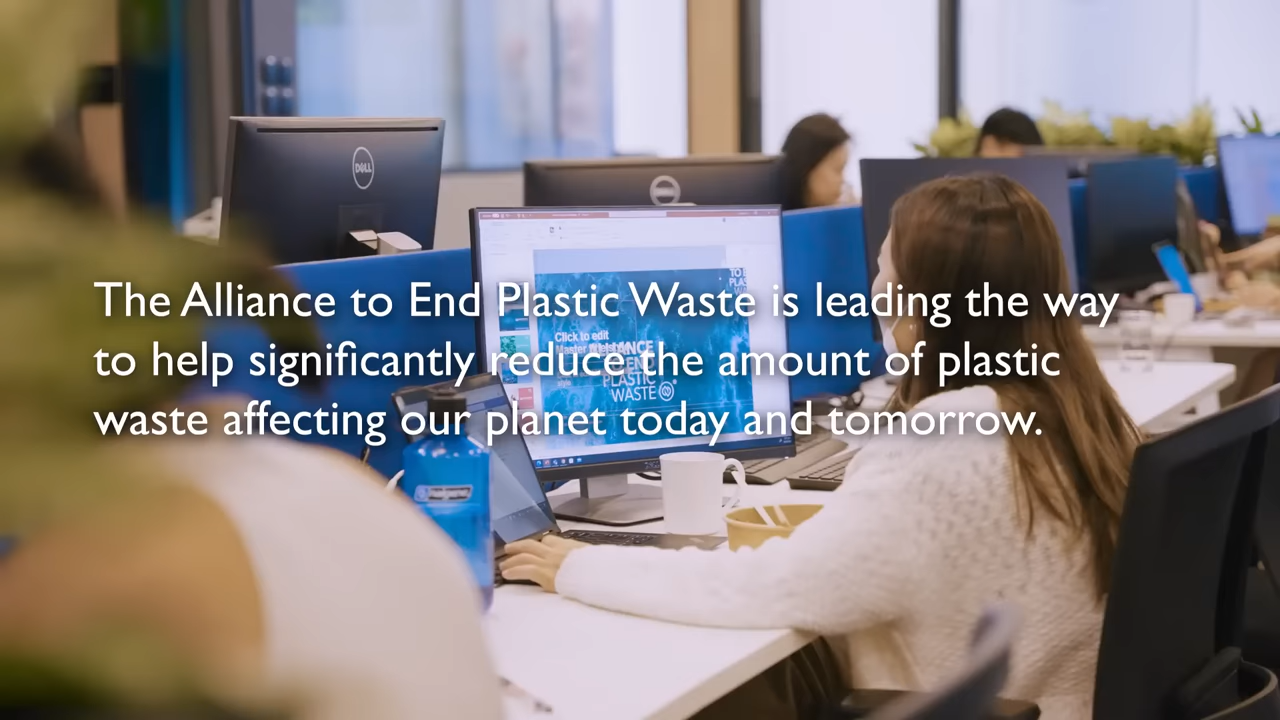 DELL
The Alliance to End Plastic Waste is leading the way
to help significantly reduce the amount of plastic
waste affecting our planet today and tomorrow.
Click to edit
PLASTIC
WASTE